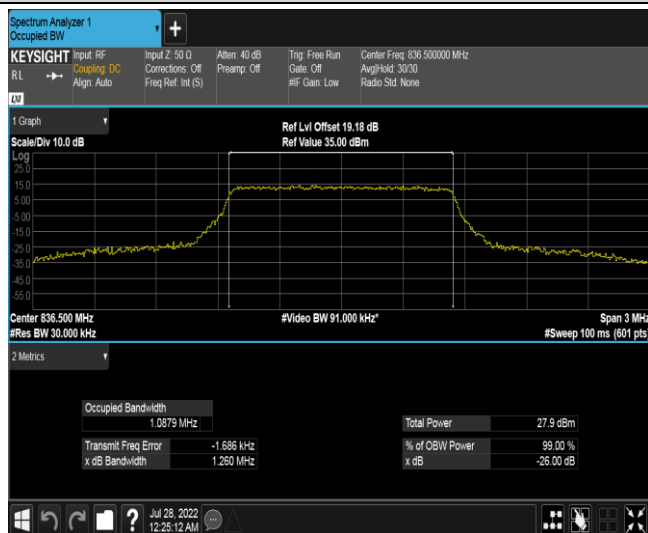 Spectrum Analyzer 1
Occupied BW
+
KEYSIGHT Input: RF Input Z: 50 Ω Atten: 40 dB Trig: Free Run Center Freq: 836.500000 MHz
RL Coupling: DC Corrections: Off Preamp: Off Gate: Off Avg|Hold: 30/30
Align: Auto Freq Ref: Int (S) #IF Gain: Low Radio Std: None
LXI
1 Graph
Ref Lvl Offset 19.18 dB
Scale/Div 10.0 dB Ref Value 35.00 dBm
Log
25.0
15.0
5.00
-5.00
-15.0
-25.0
-35.0
-45.0
-55.0
Center 836.500 MHz #Video BW 91.000 kHz* Span 3 MHz
#Res BW 30.000 kHz #Sweep 100 ms (601 pts)
2 Metrics
Occupied Bandwidth
1.0879 MHz Total Power 27.9 dBm
Transmit Freq Error -1.686 kHz % of OBW Power 99.00 %
x dB Bandwidth 1.260 MHz x dB -26.00 dB
? Jul 28, 2022
12:25:12 AM